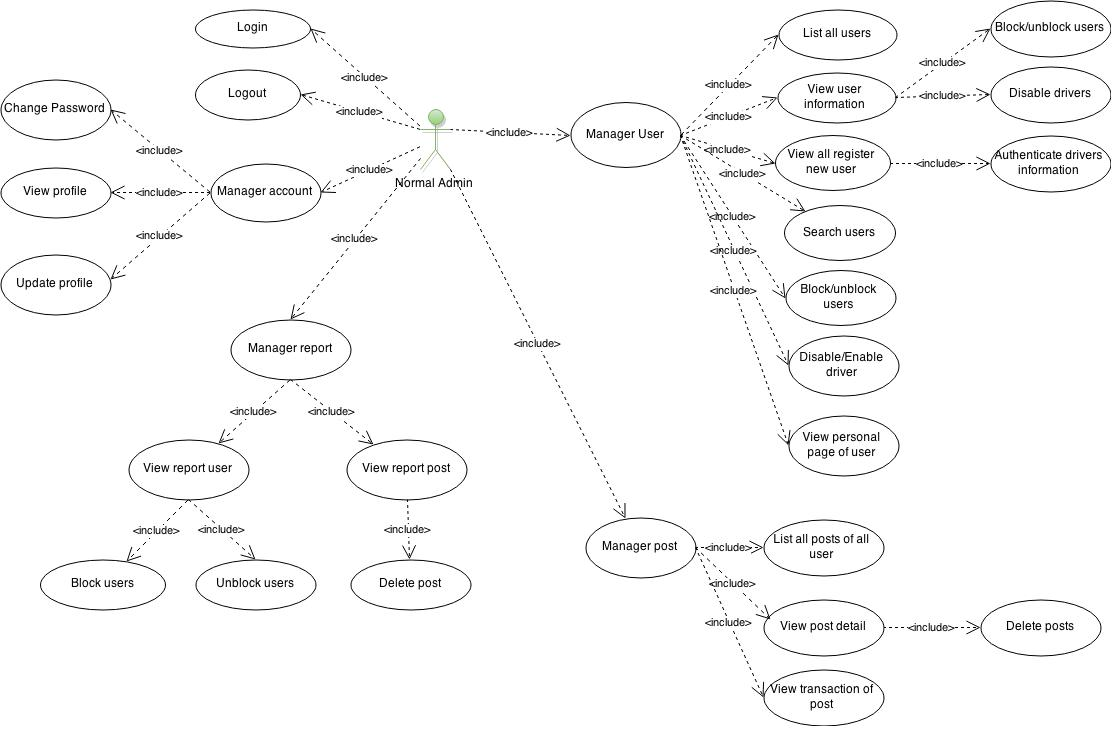 Login
<include>
Logout
<include>
Change Password
<include>
View profile
<include>
Manager account
<include>
Update profile
<include>
Normal Admin
<include>
Manager report
<include>
<include>
View report user
View report post
<include>
<include>
<include>
Block users
Unblock users
Delete post
<include>
Manager User
<include>
List all users
<include>
View user
information
<include>
Block/unblock users
<include>
Disable drivers
<include>
View all register
new user
<include>
Authenticate drivers
information
<include>
Search users
<include>
Block/unblock
users
<include>
Disable/Enable
driver
<include>
View personal
page of user
<include>
Manager post
<include>
List all posts of all
user
<include>
View post detail
<include>
Delete posts
<include>
View transaction of
post